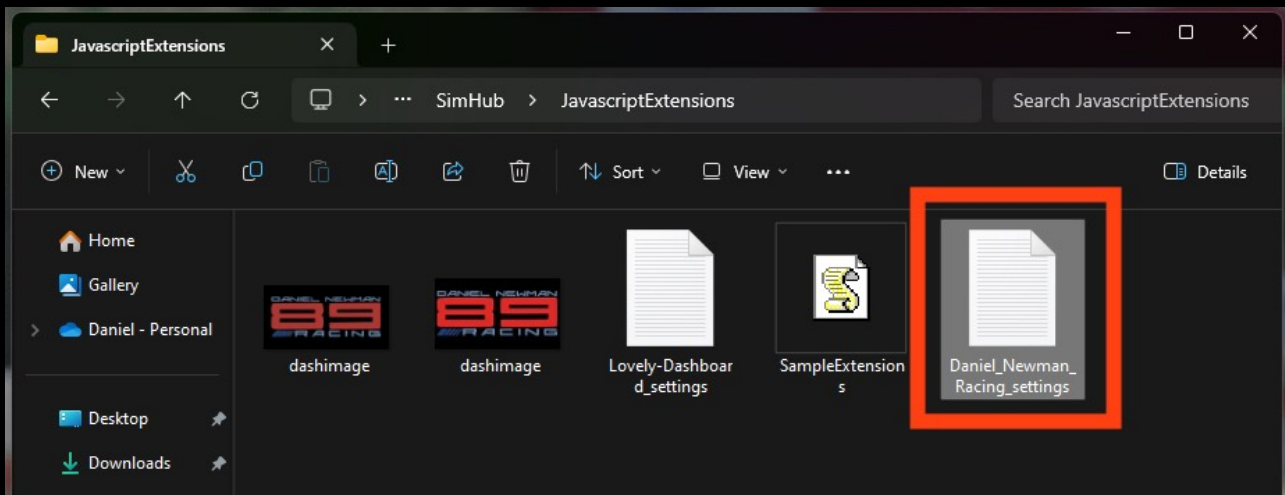 JavascriptExtensions
SimHub > JavascriptExtensions
Search JavascriptExtensions
New
Sort
View
Details
Home
Gallery
Daniel - Personal
Desktop
Downloads
DANIEL NEWMAN
89
RACING
dashimage
DANIEL NEWMAN
89
RACING
dashimage
Lovely-Dashboar
d_settings
SampleExtension
s
Daniel_Newman_
Racing_settings